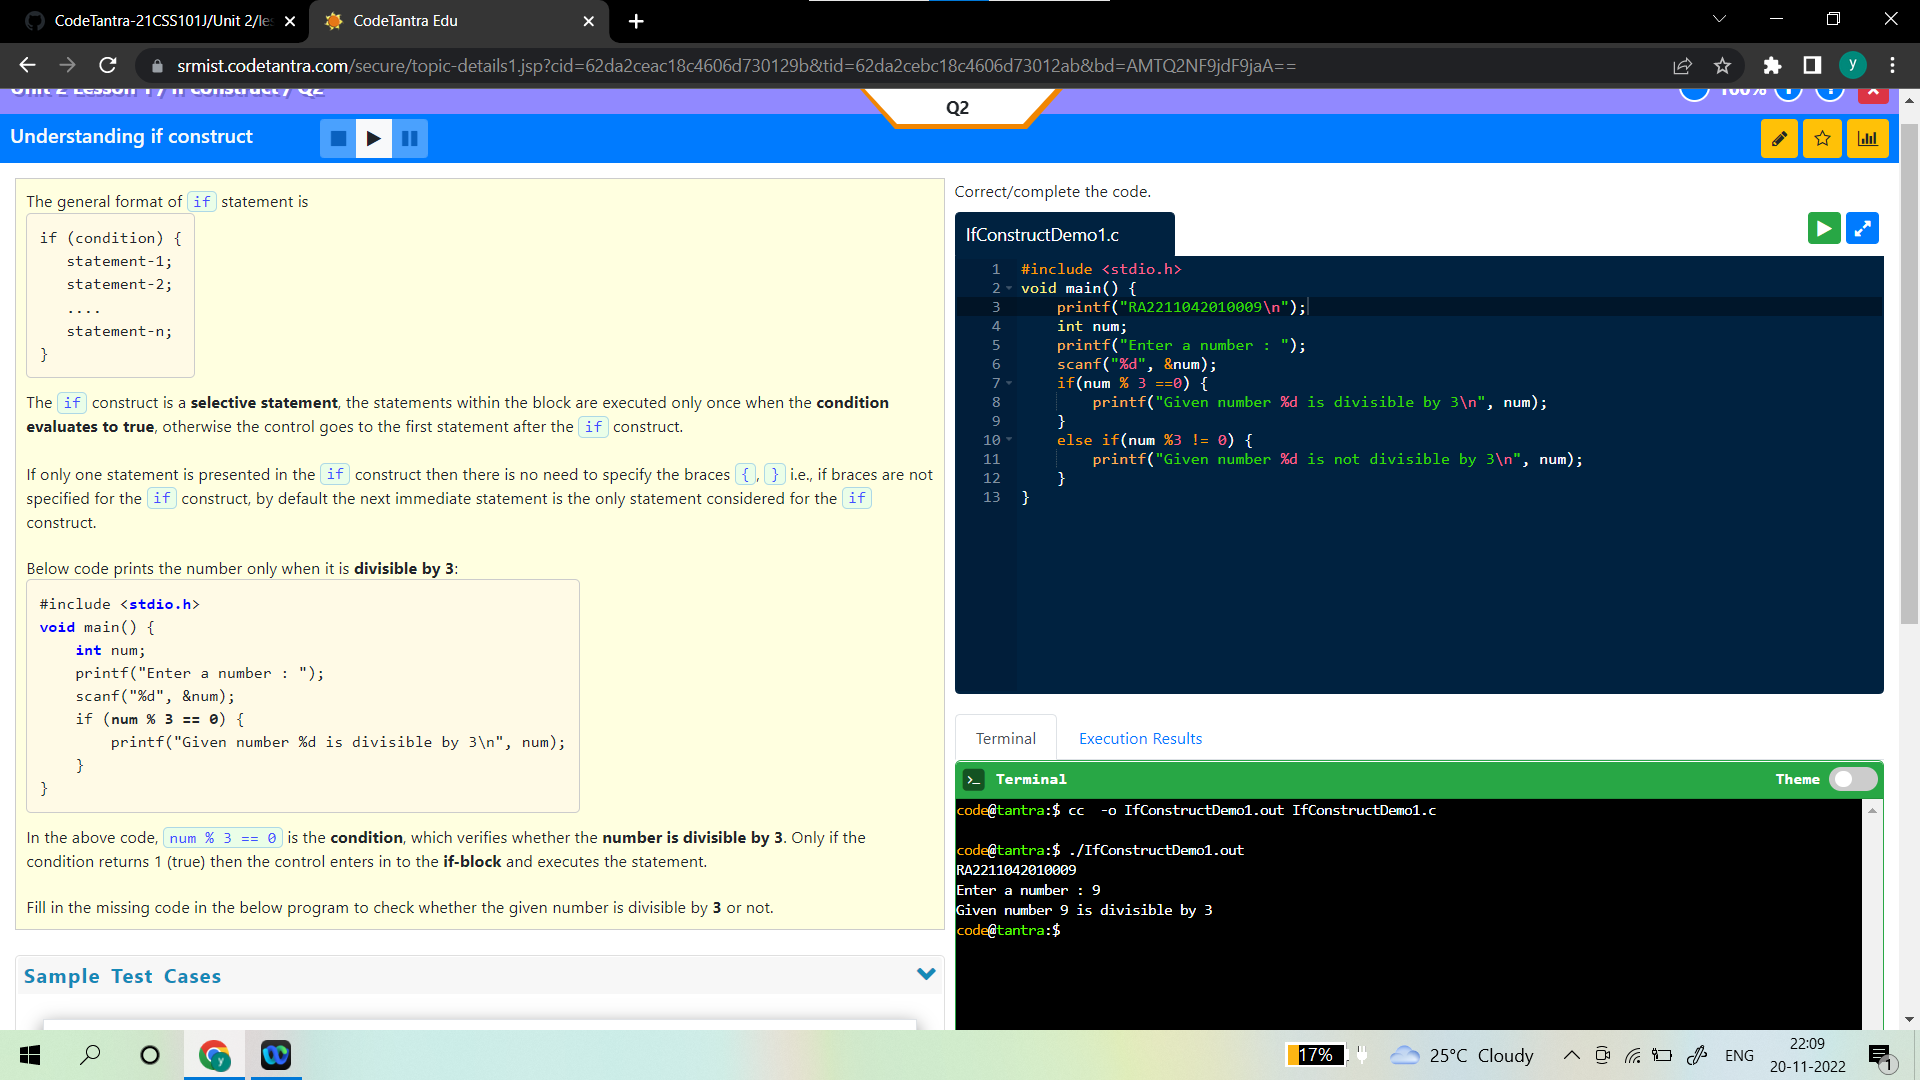 CodeTantra-21CSS101J/Unit 2/les
CodeTantra Edu
srmist.codetantra.com/secure/topic-details1.jsp?cid=62da2ceac18c4606d730129b&tid=62da2cebc18c4606d73012ab&bd=AMTQ2NF9jdF9jaA==
y
Unit 2 Lesson 1 / if construct / Q2
Q2
100%
Understanding if construct
The general format of if statement is
if (condition) {
statement-1;
statement-2;
....
statement-n;
}
The if construct is a selective statement, the statements within the block are executed only once when the condition
evaluates to true, otherwise the control goes to the first statement after the if construct.
If only one statement is presented in the if construct then there is no need to specify the braces {, } i.e., if braces are not
specified for the if construct, by default the next immediate statement is the only statement considered for the if
construct.
Below code prints the number only when it is divisible by 3:
#include <stdio.h>
void main() {
int num;
printf("Enter a number : ");
scanf("%d", &num);
if (num % 3 == 0) {
printf("Given number %d is divisible by 3\n", num);
}
}
In the above code, num % 3 == 0 is the condition, which verifies whether the number is divisible by 3. Only if the
condition returns 1 (true) then the control enters in to the if-block and executes the statement.
Fill in the missing code in the below program to check whether the given number is divisible by 3 or not.
Sample Test Cases
Correct/complete the code.
IfConstructDemo1.c
1 #include <stdio.h>
2 void main() {
3 printf("RA2211042010009\n");
4 int num;
5 printf("Enter a number : ");
6 scanf("%d", &num);
7 if(num % 3 ==0) {
8 printf("Given number %d is divisible by 3\n", num);
9 }
10 else if(num %3 != 0) {
11 printf("Given number %d is not divisible by 3\n", num);
12 }
13 }
Terminal
Execution Results
Terminal
Theme
code@tantra:$ cc  -o IfConstructDemo1.out IfConstructDemo1.c
code@tantra:$ ./IfConstructDemo1.out
RA2211042010009
Enter a number : 9
Given number 9 is divisible by 3
code@tantra:$
17%
25°C Cloudy
ENG
22:09
20-11-2022
1